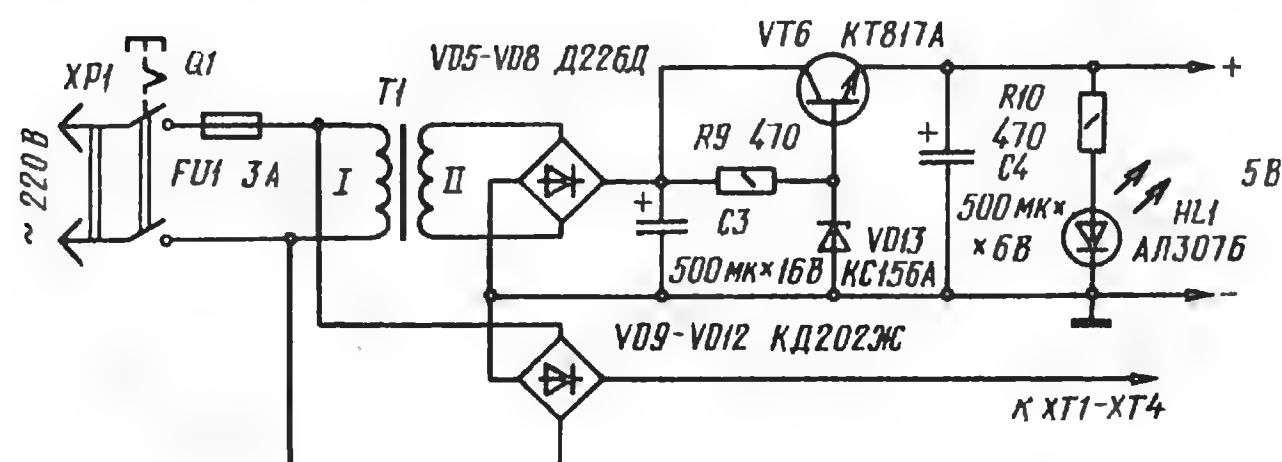 XP1
Q1
~ 220 В
FU1 3А
T1
I
II
VD5-VD8 Д226Д
VT6 КТ817А
R9 470
+
C3
500 мк×16В
VD13
КС156А
+
R10
470
C4
500 мк×
×6В
HL1
АЛ307Б
+
5В
-
VD9-VD12 КД202Ж
К XT1-XT4